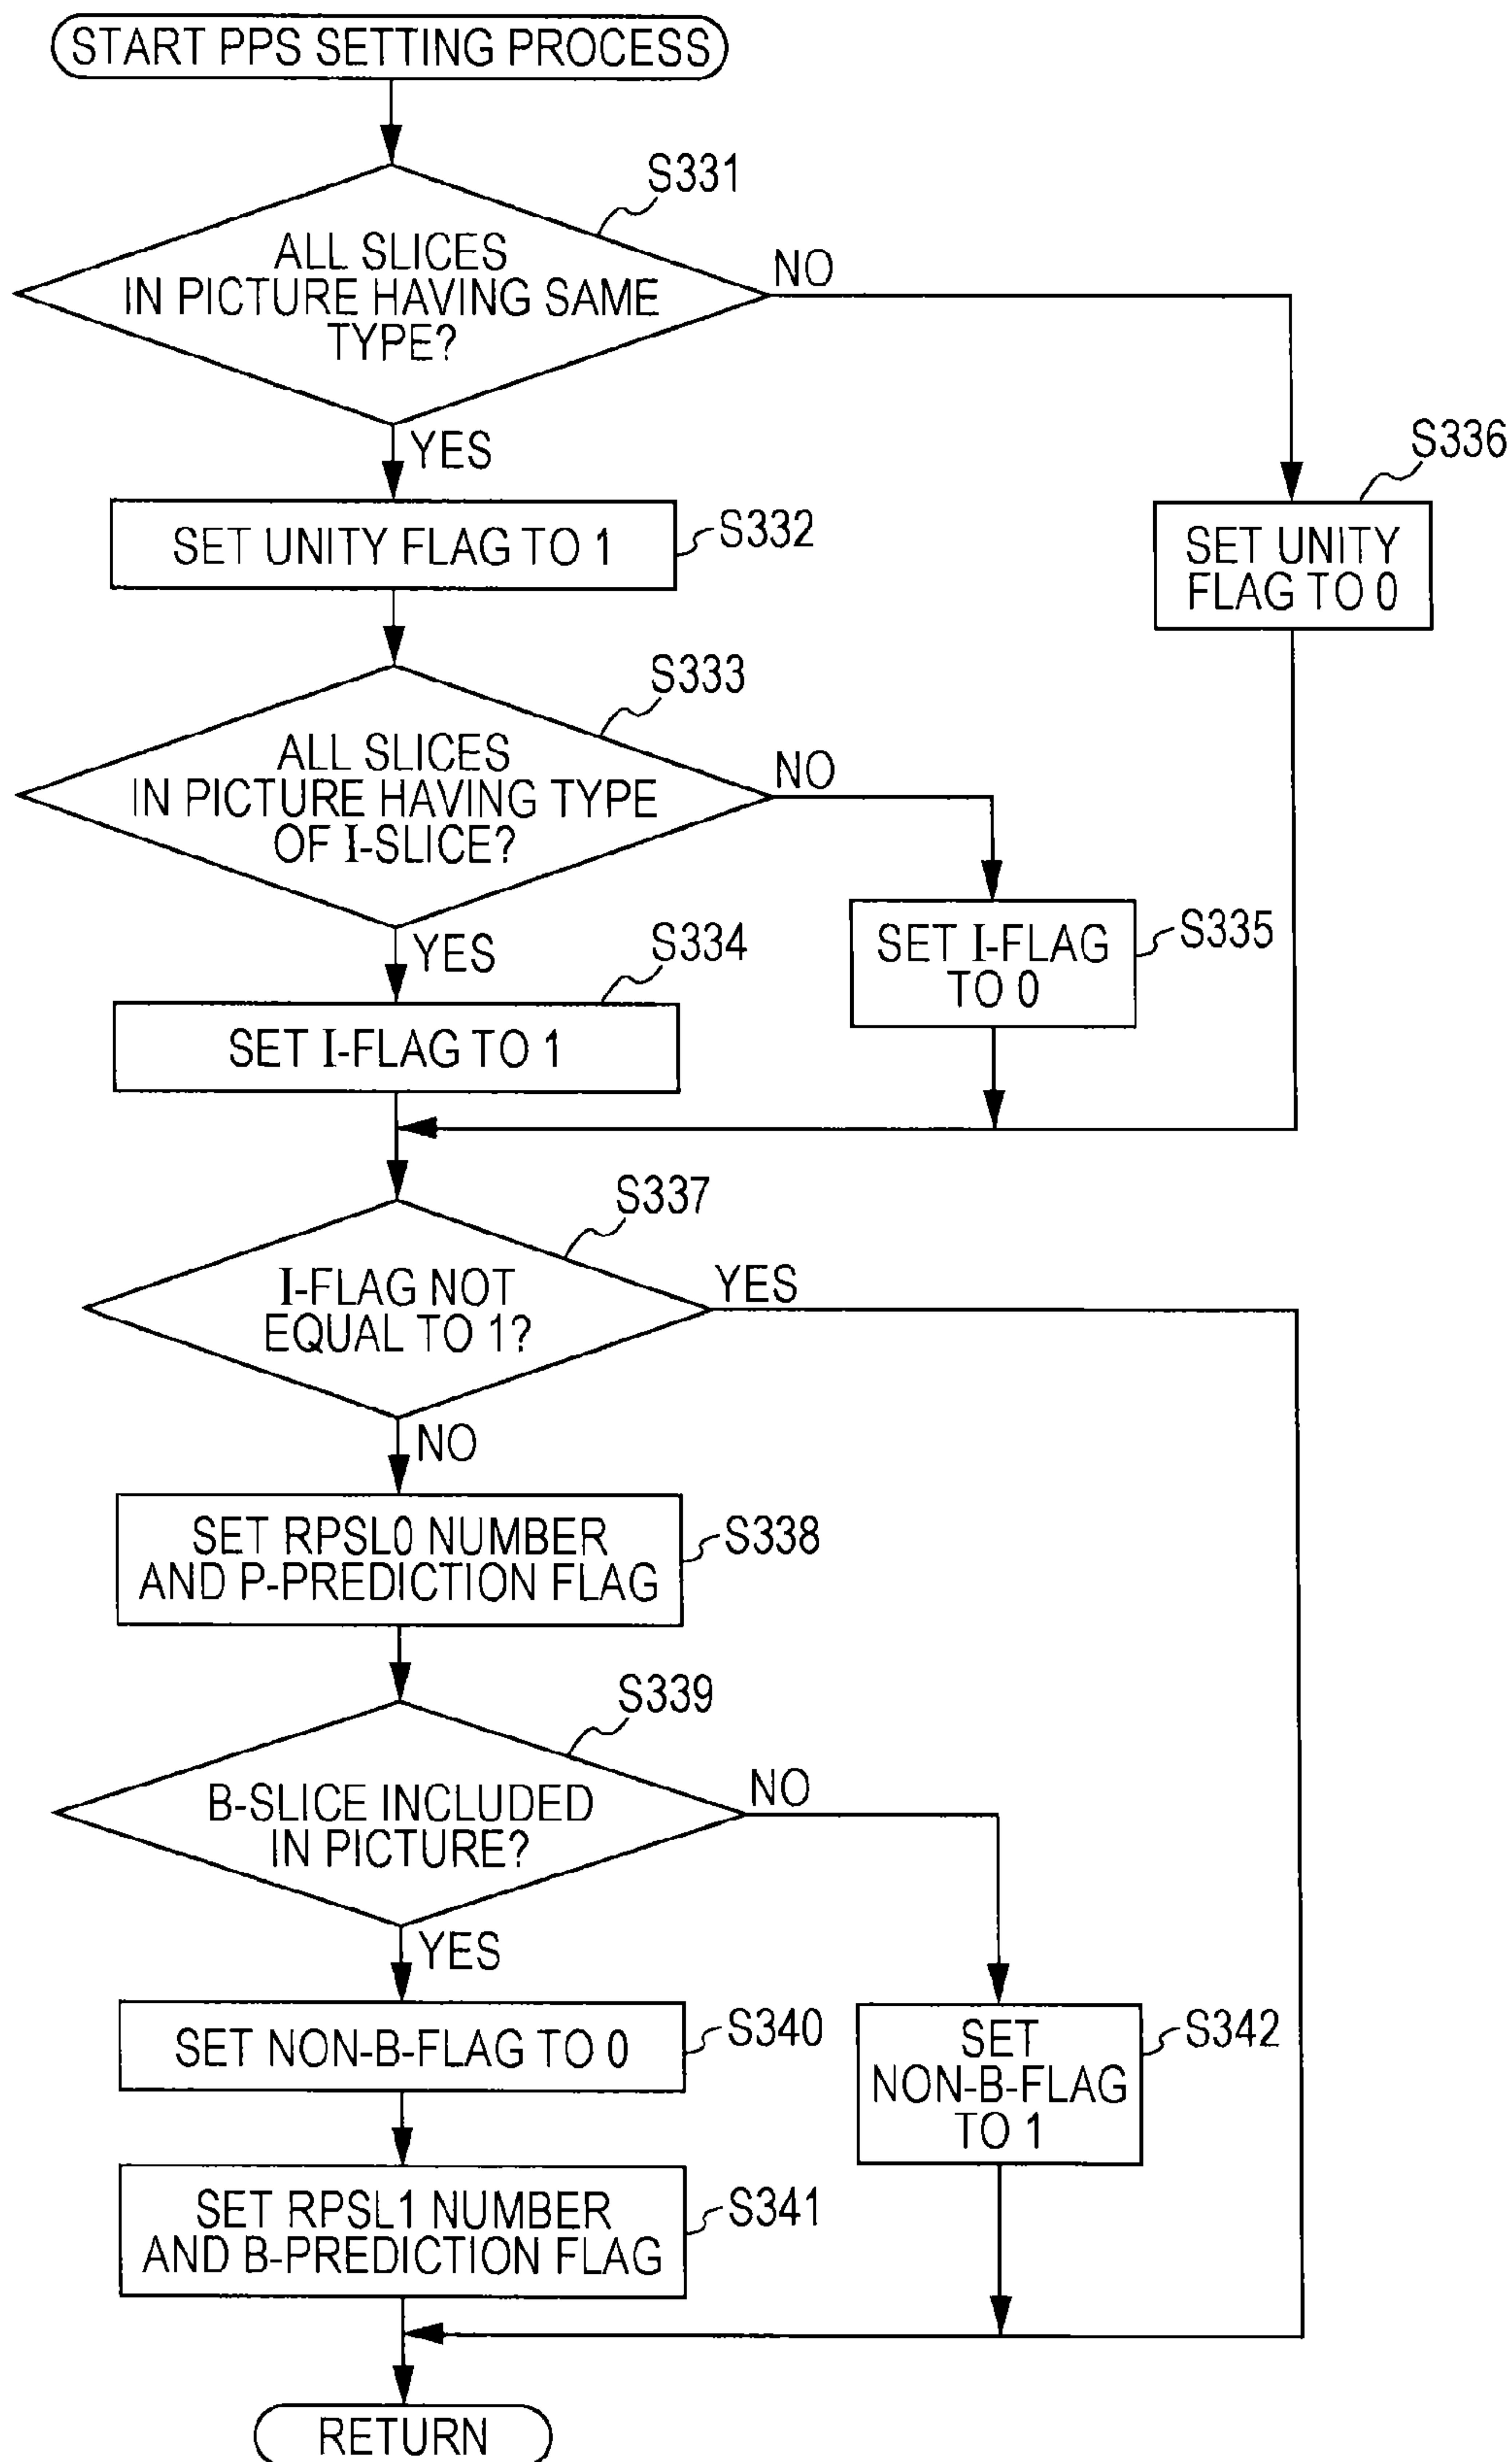 START PPS SETTING PROCESS
S331
ALL SLICES
IN PICTURE HAVING SAME
TYPE?
NO
YES
S336
SET UNITY FLAG TO 1
S332
SET UNITY
FLAG TO 0
S333
ALL SLICES
IN PICTURE HAVING TYPE
OF I-SLICE?
NO
YES
S334
SET I-FLAG
TO 0
S335
SET I-FLAG TO 1
S337
I-FLAG NOT
EQUAL TO 1?
YES
NO
SET RPSL0 NUMBER
AND P-PREDICTION FLAG
S338
S339
B-SLICE INCLUDED
IN PICTURE?
NO
YES
SET NON-B-FLAG TO 0
S340
SET
NON-B-FLAG
TO 1
S342
SET RPSL1 NUMBER
AND B-PREDICTION FLAG
S341
RETURN